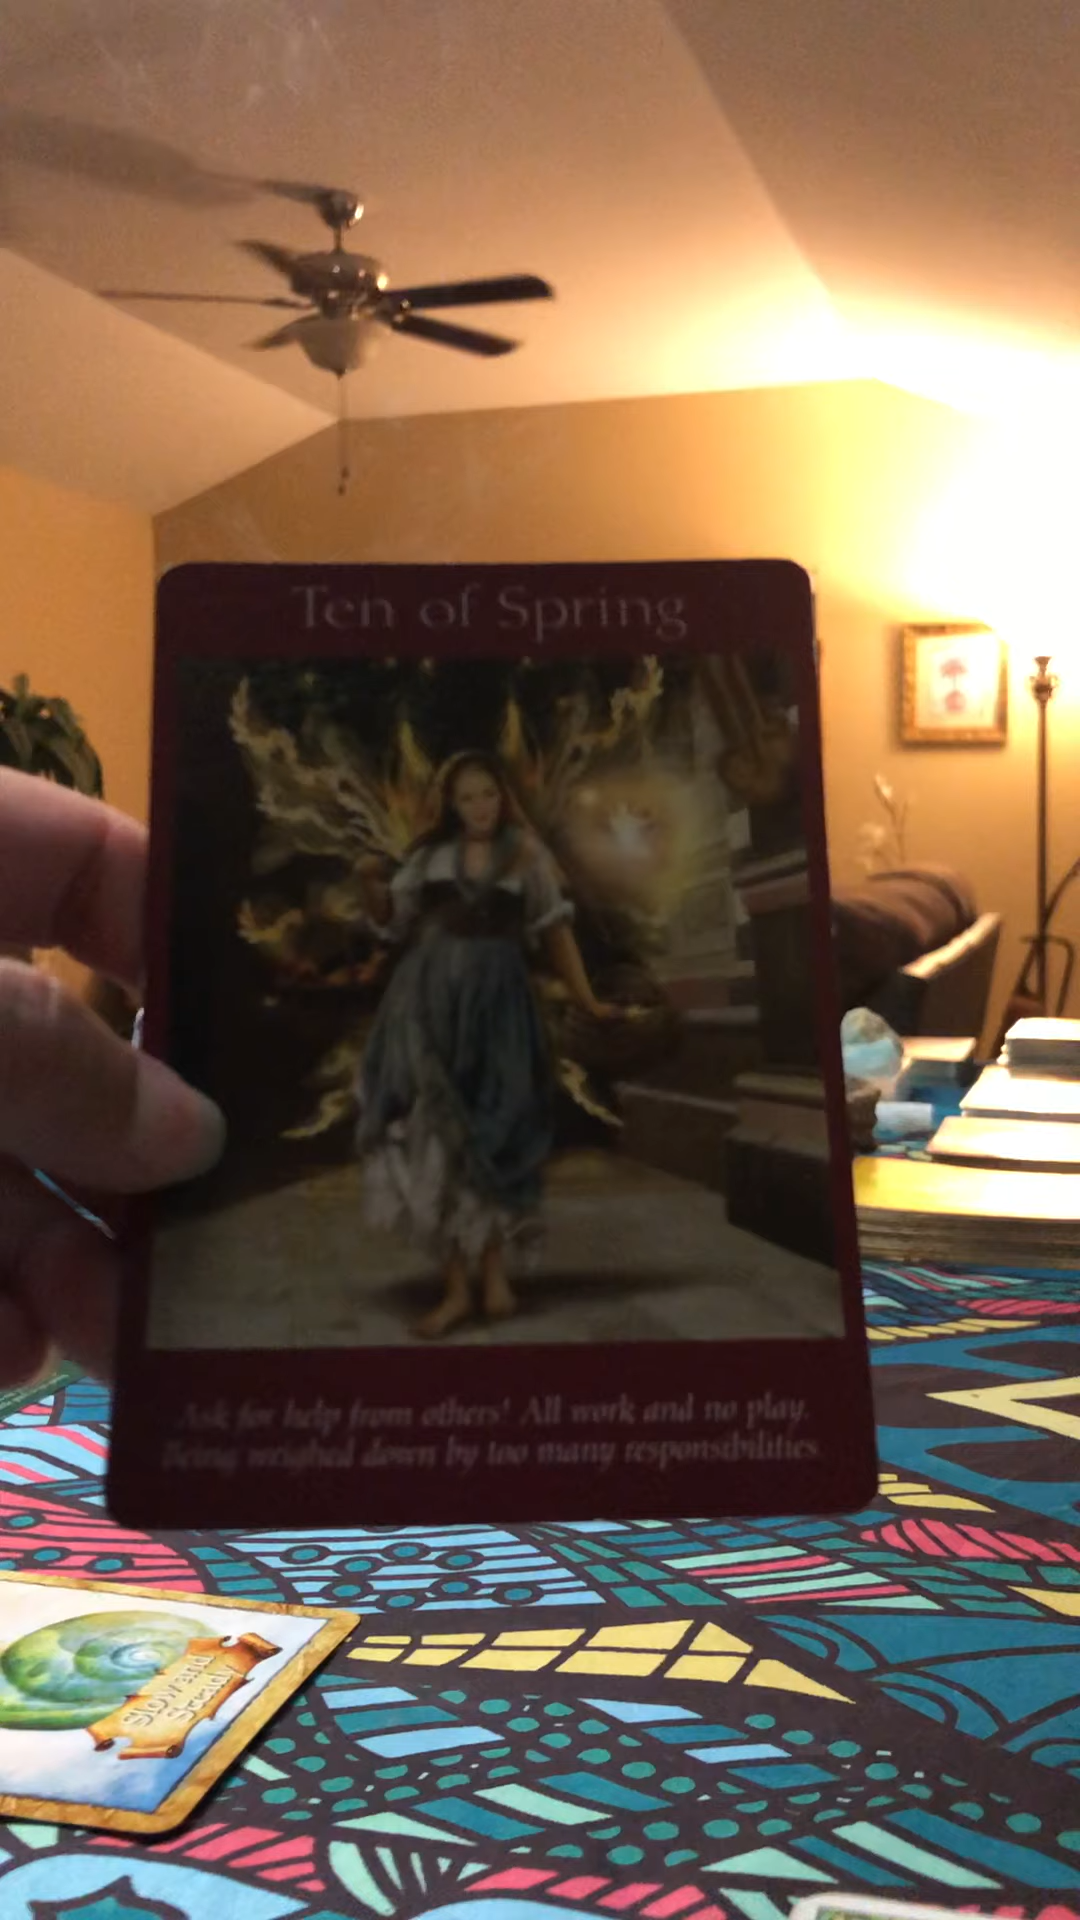 Ten of Spring
Ask for help from others! All work and no play.
Being weighed down by too many responsibilities
Slow and
Steady